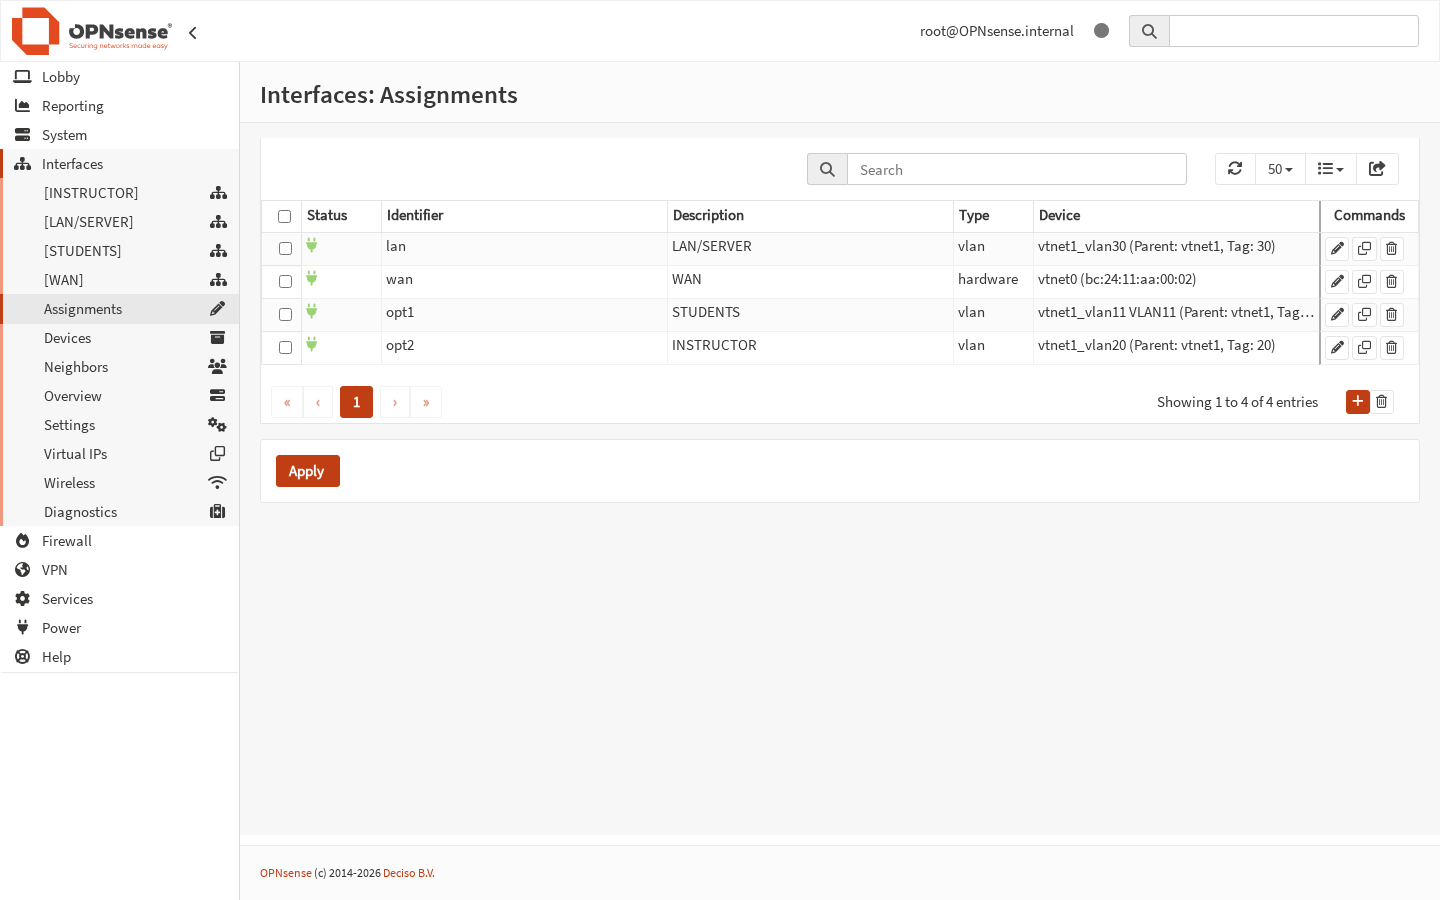 OPNsense®
Securing networks made easy
root@OPNsense.internal
Lobby
Reporting
System
Interfaces
[INSTRUCTOR]
[LAN/SERVER]
[STUDENTS]
[WAN]
Assignments
Devices
Neighbors
Overview
Settings
Virtual IPs
Wireless
Diagnostics
Firewall
VPN
Services
Power
Help
Interfaces: Assignments
Search
50
Status Identifier Description Type Device Commands
lan LAN/SERVER vlan vtnet1_vlan30 (Parent: vtnet1, Tag: 30)
wan WAN hardware vtnet0 (bc:24:11:aa:00:02)
opt1 STUDENTS vlan vtnet1_vlan11 VLAN11 (Parent: vtnet1, Tag…
opt2 INSTRUCTOR vlan vtnet1_vlan20 (Parent: vtnet1, Tag: 20)
« ‹ 1 › »
Showing 1 to 4 of 4 entries
Apply
OPNsense (c) 2014-2026 Deciso B.V.